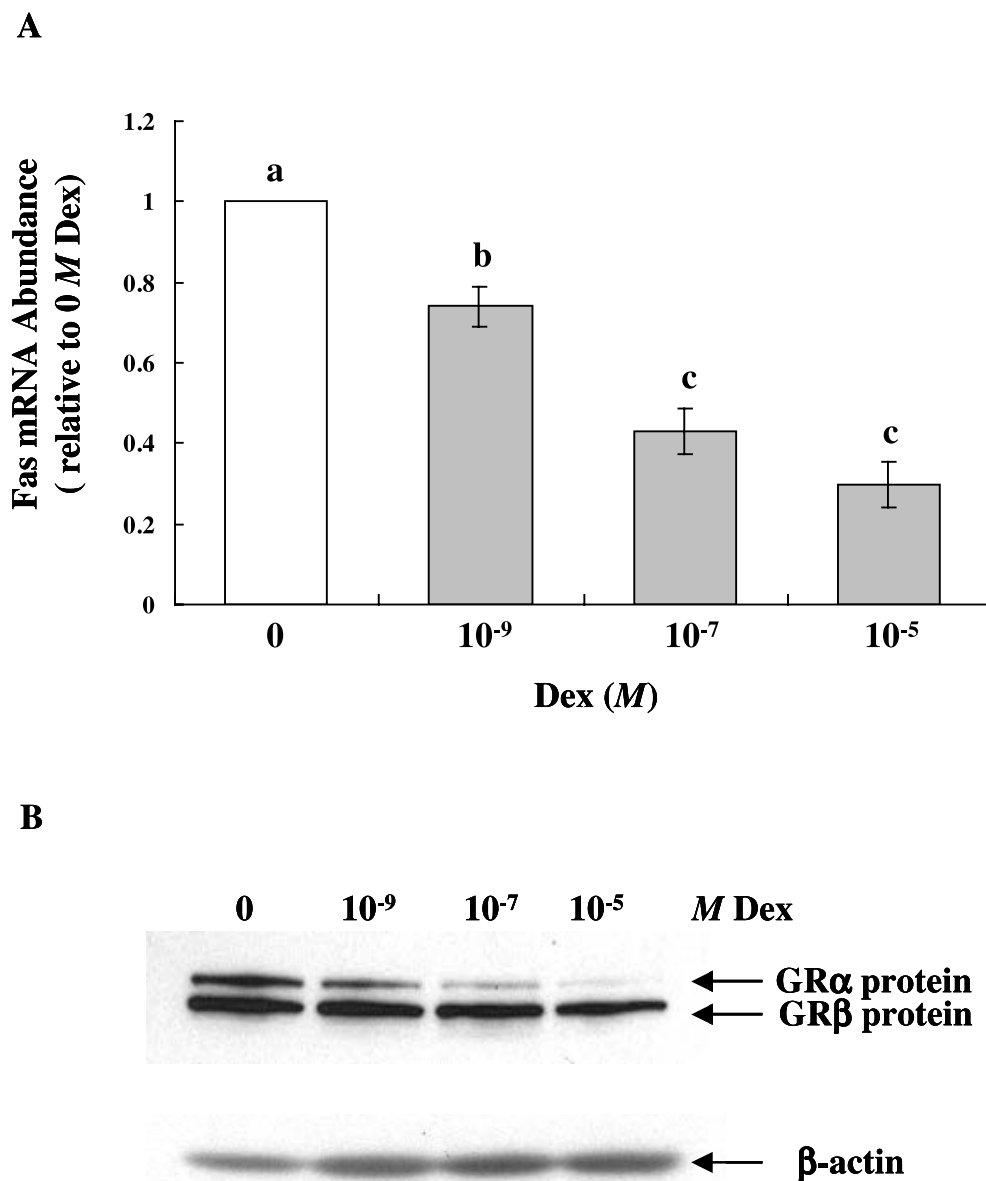 A
1.2
1
0.8
0.6
0.4
0.2
0
Fas mRNA Abundance
( relative to 0 M Dex)
a
b
c
c
0
10⁻⁹
10⁻⁷
10⁻⁵
Dex (M)
B
0 10⁻⁹ 10⁻⁷ 10⁻⁵ M Dex
GRα protein
GRβ protein
β-actin